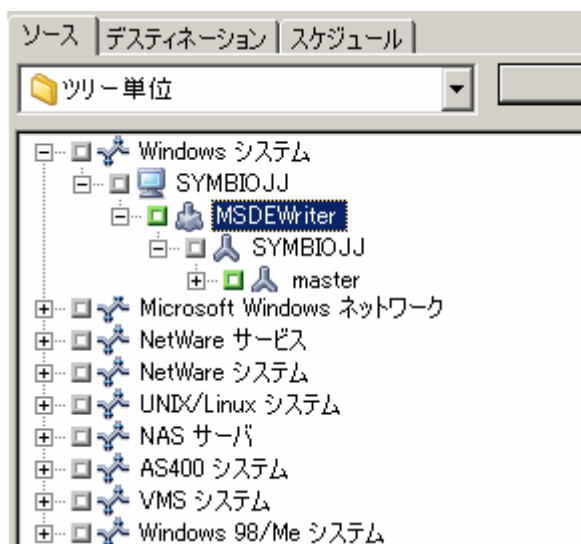 ソース デスティネーション スケジュール
ツリー単位
Windows システム
SYMBIOJJ
MSDEWriter
SYMBIOJJ
master
Microsoft Windows ネットワーク
NetWare サービス
NetWare システム
UNIX/Linux システム
NAS サーバ
AS400 システム
VMS システム
Windows 98/Me システム